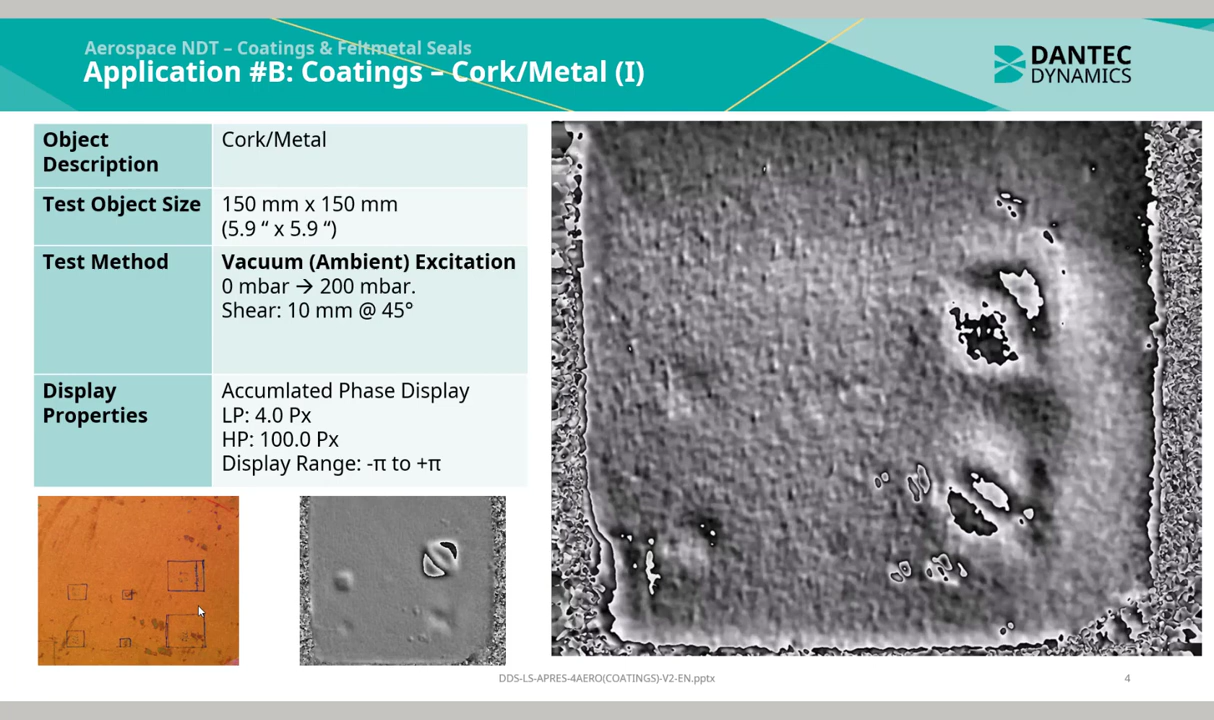 Aerospace NDT – Coatings & Feltmetal Seals
Application #B: Coatings – Cork/Metal (I)
DANTEC
DYNAMICS
Object
Description
Cork/Metal
Test Object Size
150 mm x 150 mm
(5.9 “ x 5.9 “)
Test Method
Vacuum (Ambient) Excitation
0 mbar → 200 mbar.
Shear: 10 mm @ 45°
Display
Properties
Accumlated Phase Display
LP: 4.0 Px
HP: 100.0 Px
Display Range: -π to +π
DDS-LS-APRES-4AERO(COATINGS)-V2-EN.pptx
4